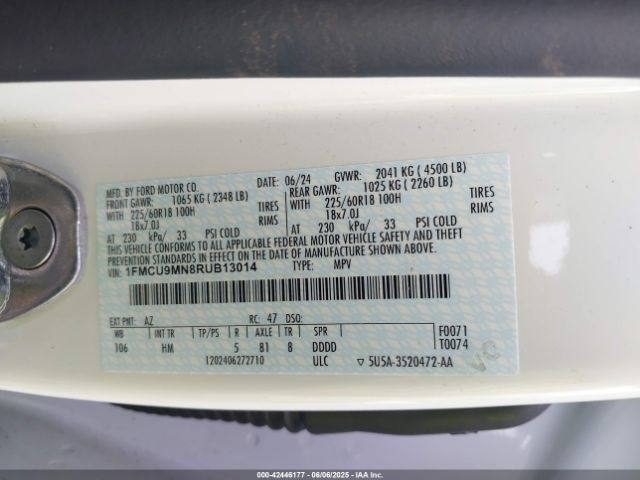 MFD. BY FORD MOTOR CO.
DATE: 06/24 GVWR: 2041 KG ( 4500 LB)
FRONT GAWR: 1065 KG ( 2348 LB)
REAR GAWR: 1025 KG ( 2260 LB)
WITH 225/60R18 100H TIRES
WITH 225/60R18 100H TIRES
18x7.0J RIMS
18x7.0J RIMS
AT 230 kPa/ 33 PSI COLD
AT 230 kPa/ 33 PSI COLD
THIS VEHICLE CONFORMS TO ALL APPLICABLE FEDERAL MOTOR VEHICLE SAFETY AND BUMPER
STANDARDS IN EFFECT ON THE DATE OF MANUFACTURE SHOWN ABOVE.
VIN: 1FMCU9MN8RUB13014 TYPE: MPV
EXT PNT: AZ RC: 47 DSO:
WB INT TR TP/PS R AXLE TR SPR F0071
106 HM 5 81 8 DDDD T0074
1202406272710 ULC ▽ 5U5A-3520472-AA
VC
000-42446177 - 06/06/2025 - IAA Inc.